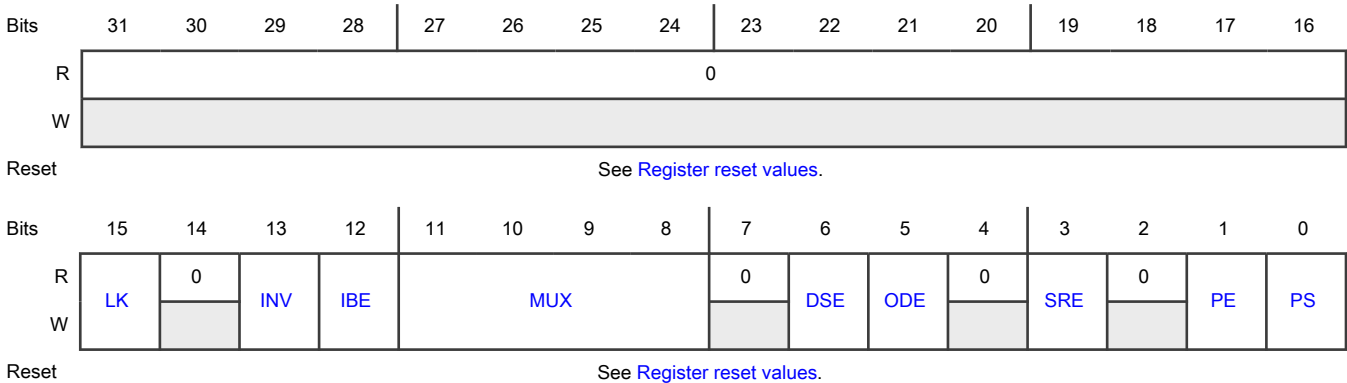 Bits 31 30 29 28 27 26 25 24 23 22 21 20 19 18 17 16
R 0
W
Reset See Register reset values.
Bits 15 14 13 12 11 10 9 8 7 6 5 4 3 2 1 0
R LK 0 INV IBE MUX 0 DSE ODE 0 SRE 0 PE PS
W
Reset See Register reset values.